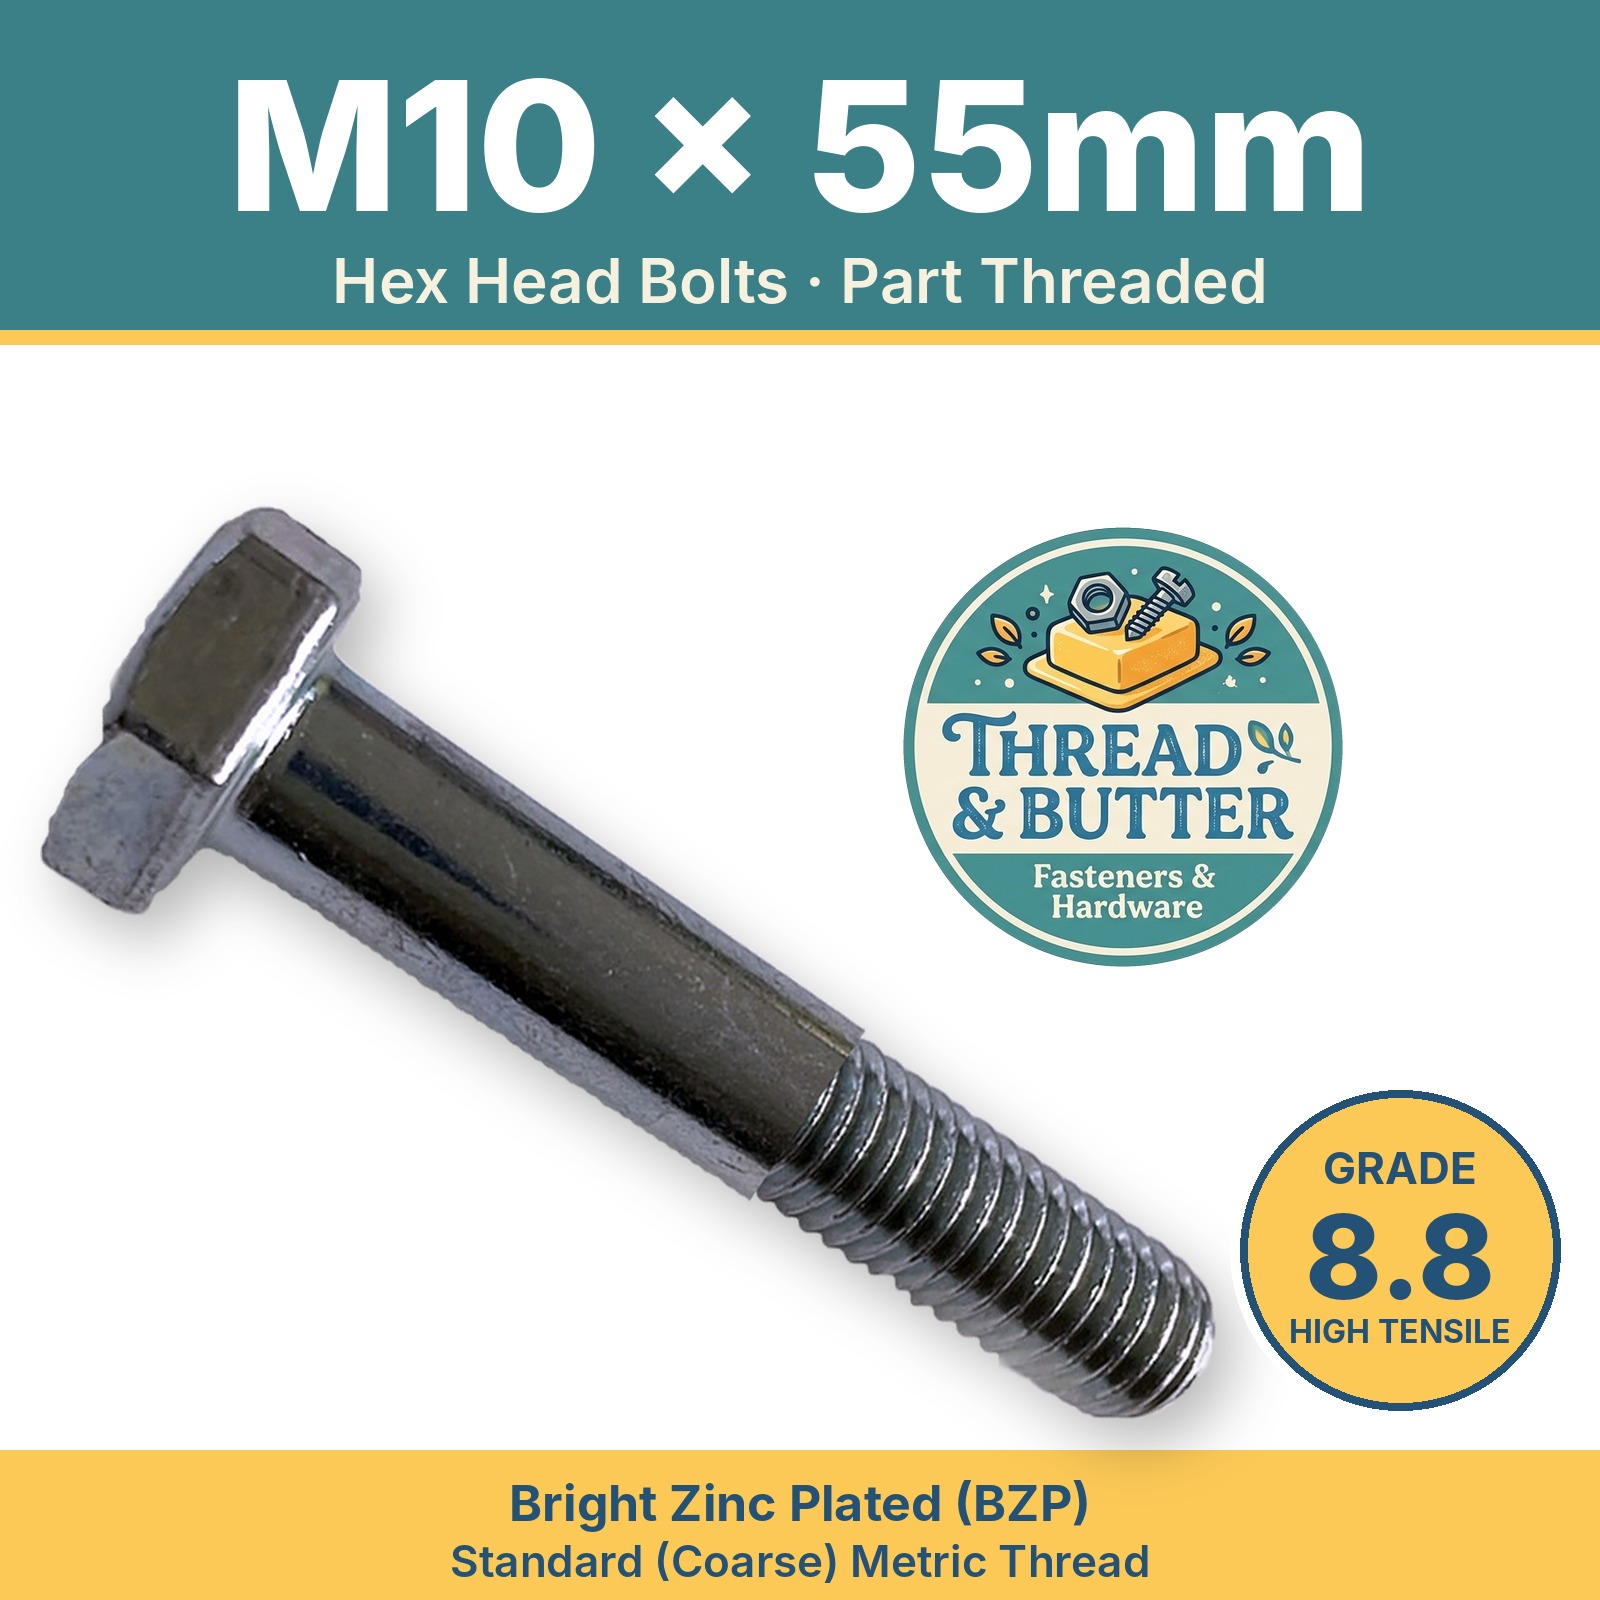 M10 × 55mm
Hex Head Bolts · Part Threaded
THREAD
& BUTTER
Fasteners &
Hardware
GRADE
8.8
HIGH TENSILE
Bright Zinc Plated (BZP)
Standard (Coarse) Metric Thread